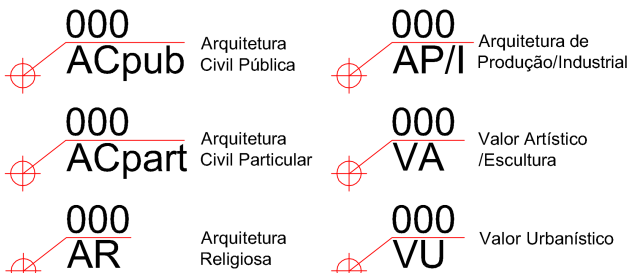 000
ACpub
Arquitetura
Civil Pública
000
AP/I
Arquitetura de
Produção/Industrial
000
ACpart
Arquitetura
Civil Particular
000
VA
Valor Artístico
/Escultura
000
AR
Arquitetura
Religiosa
000
VU
Valor Urbanístico